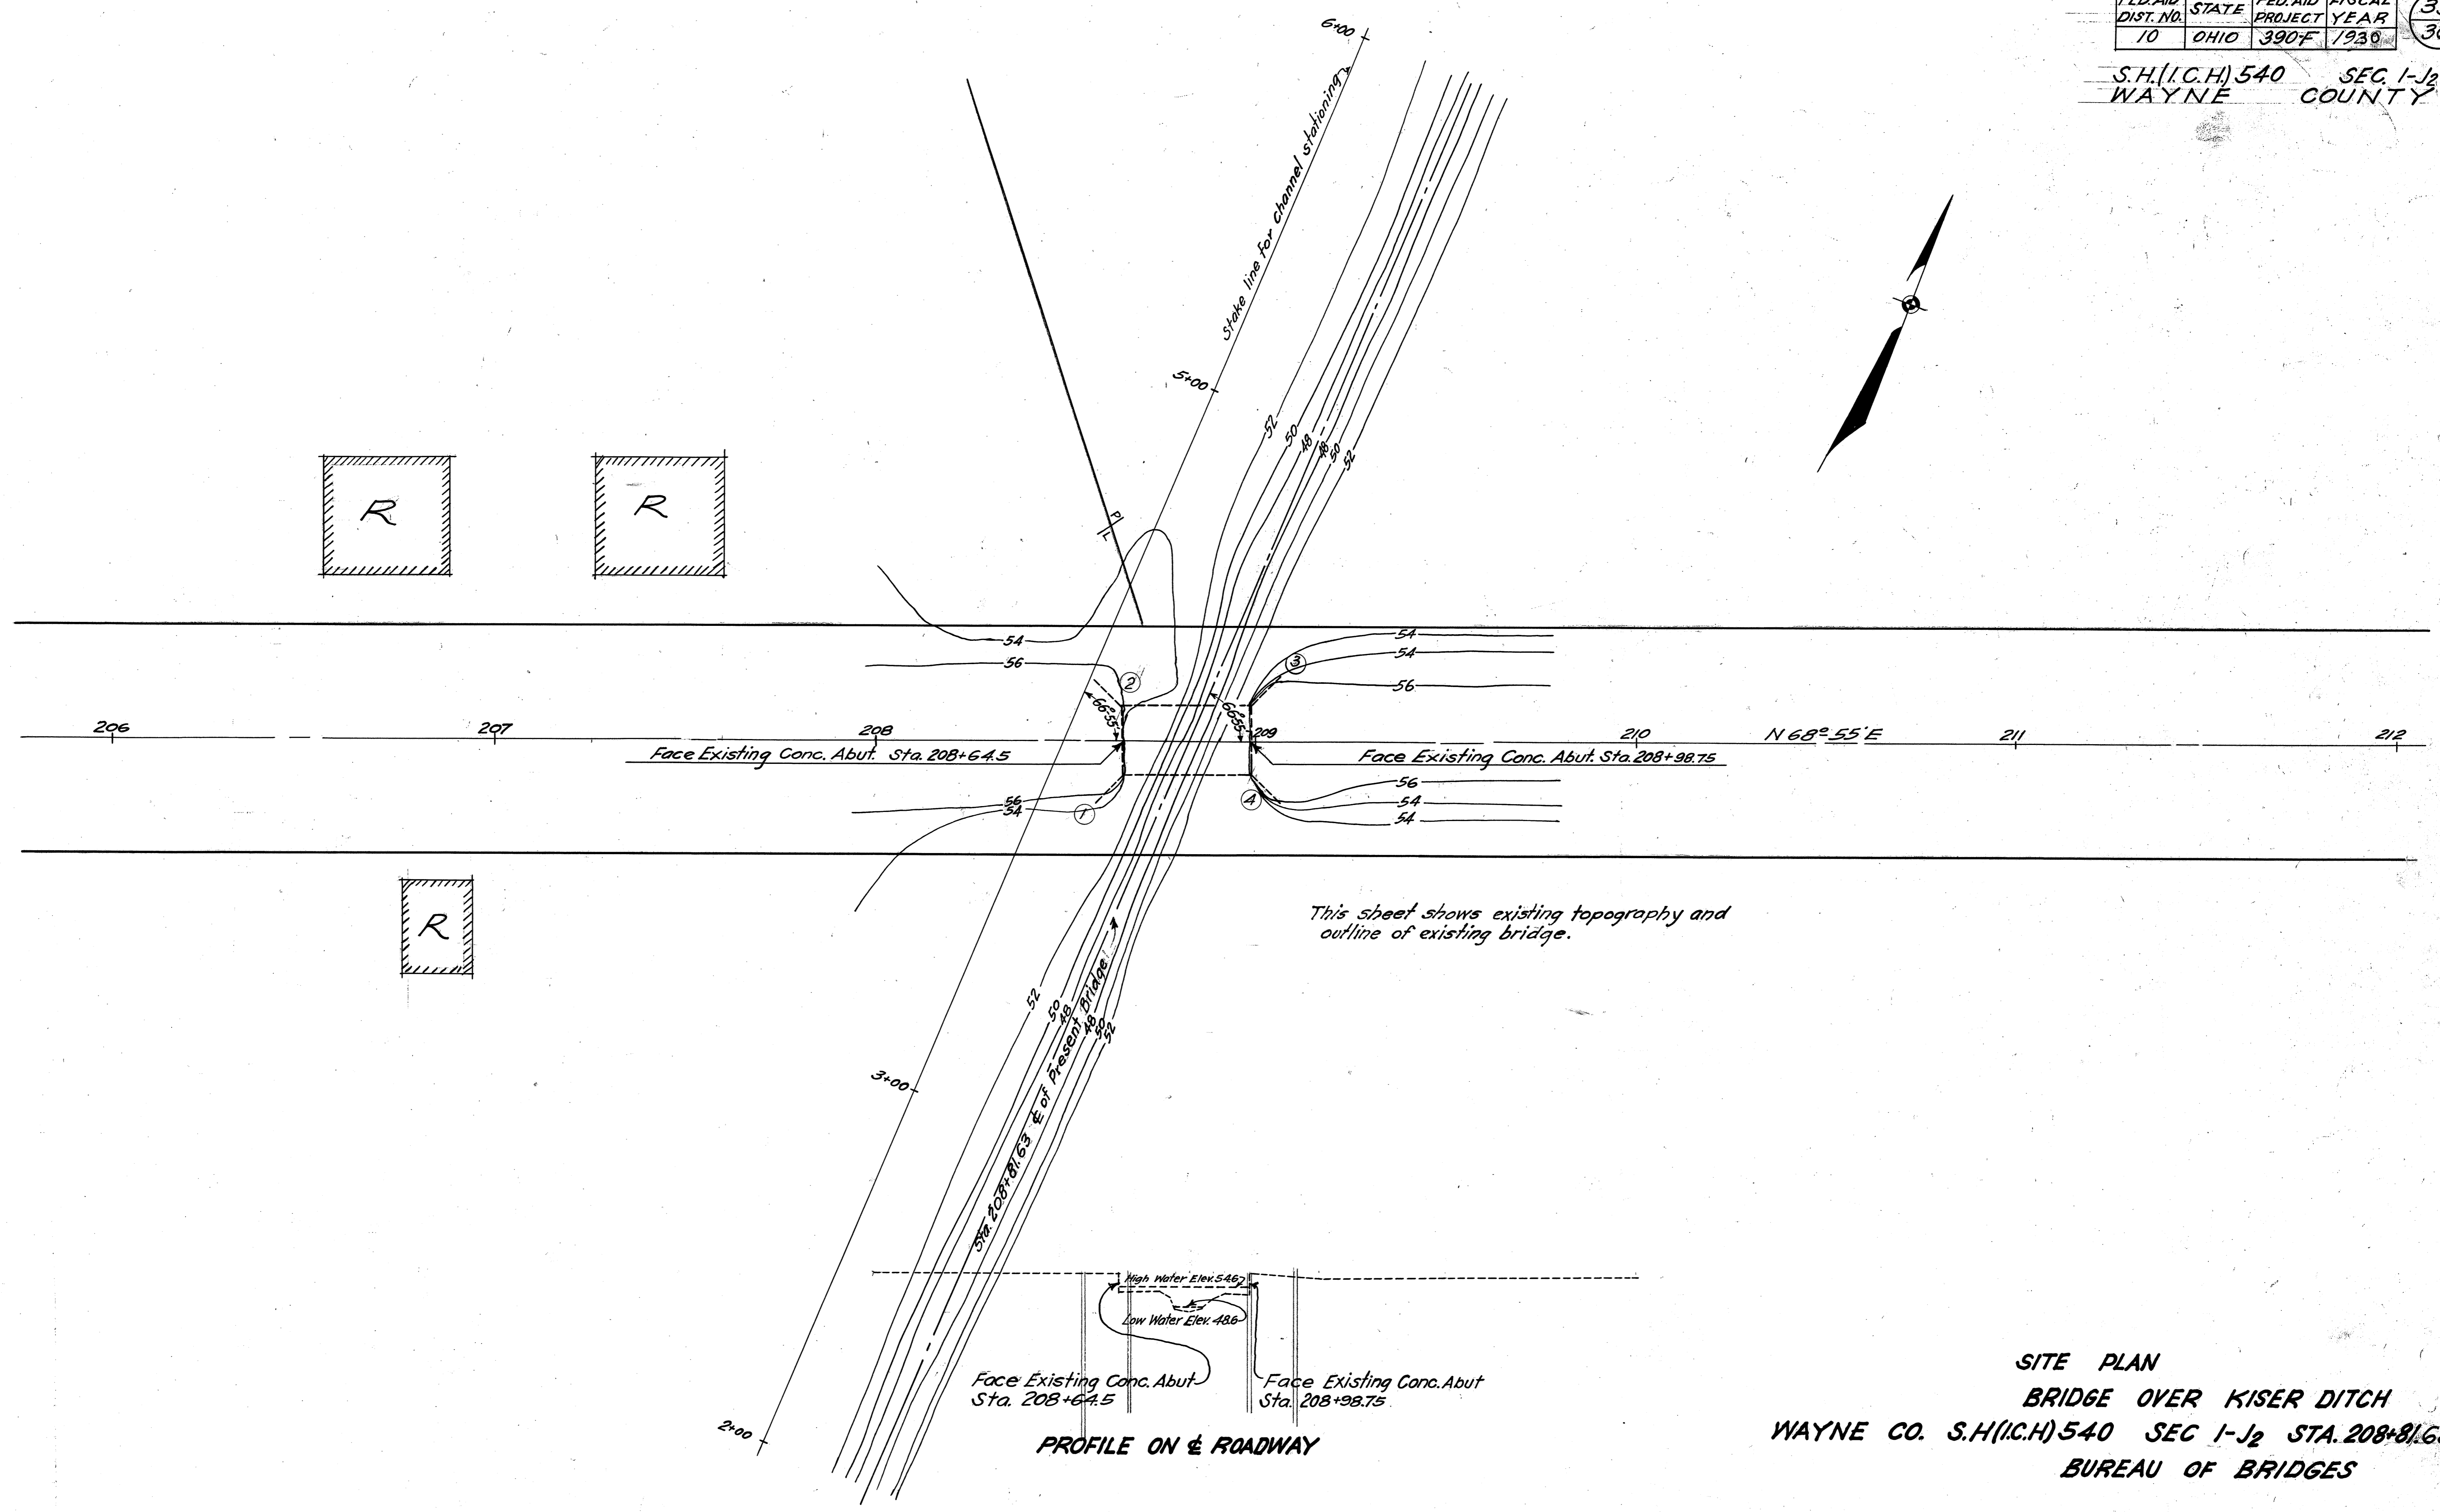 DIST. NO. STATE PROJECT YEAR
10 OHIO 390-F 1930
S.H.(I.C.H.) 540 SEC. 1-J2
WAYNE COUNTY
6+00
Stake line for channel stationing
5+00
52
50
48
48
50
52
R
R
P/L
54
54
56
54
56
2
3
66°55'
66°55'
206
207
208
209
210
N 68°-55'E
211
212
Face Existing Conc. Abut. Sta. 208+64.5
Face Existing Conc. Abut. Sta. 208+98.75
56
54
1
4
56
54
54
R
This sheet shows existing topography and
outline of existing bridge.
52
50
48
48
50
52
3+00
Sta. 208+81.63 ℄ of Present Bridge
High Water Elev. 54.6
Low Water Elev. 48.6
Face Existing Conc. Abut
Sta. 208+64.5
Face Existing Conc. Abut
Sta. 208+98.75
2+00
PROFILE ON ℄ ROADWAY
SITE PLAN
BRIDGE OVER KISER DITCH
WAYNE CO. S.H(I.C.H) 540 SEC 1-J2 STA. 208+81.6
BUREAU OF BRIDGES